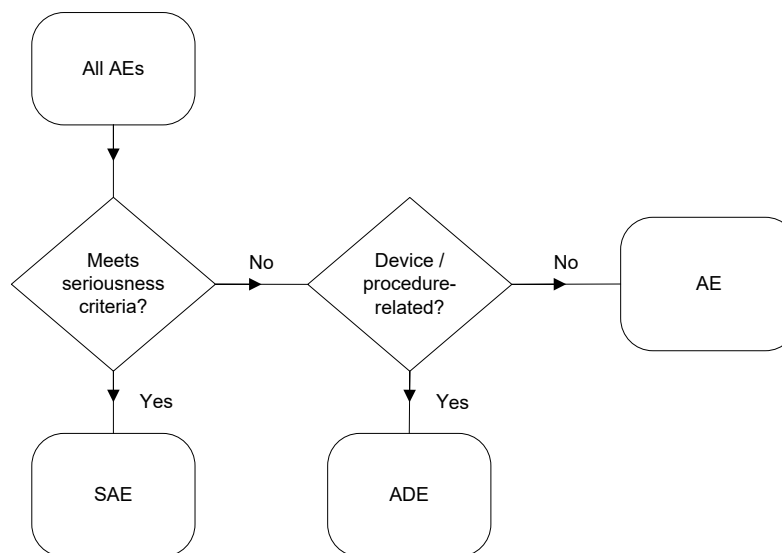 All AEs
Meets
seriousness
criteria?
No
Device /
procedure-
related?
No
AE
Yes
Yes
SAE
ADE